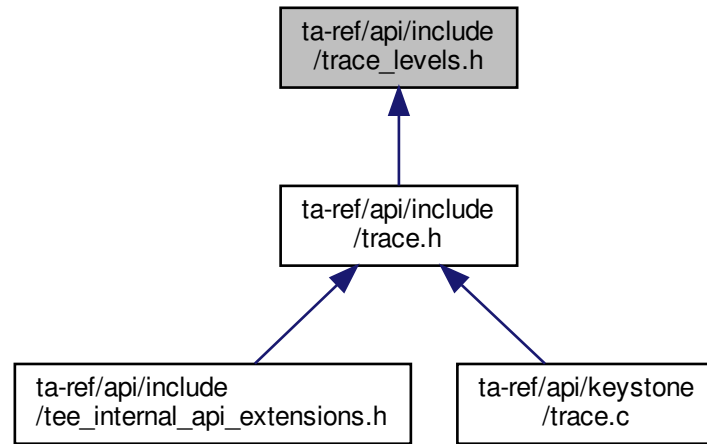 ta-ref/api/include
/trace_levels.h
ta-ref/api/include
/trace.h
ta-ref/api/include
/tee_internal_api_extensions.h
ta-ref/api/keystone
/trace.c